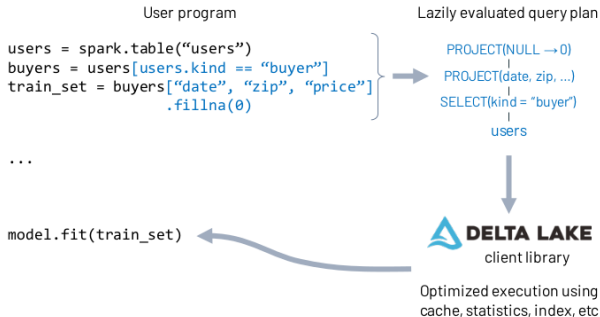 User program
users = spark.table(“users”)
buyers = users[users.kind == “buyer”]
train_set = buyers[“date”, “zip”, “price”]
.fillna(0)
...
model.fit(train_set)
Lazily evaluated query plan
PROJECT(NULL → 0)
PROJECT(date, zip, ...)
SELECT(kind = “buyer”)
users
DELTA LAKE
client library
Optimized execution using
cache, statistics, index, etc